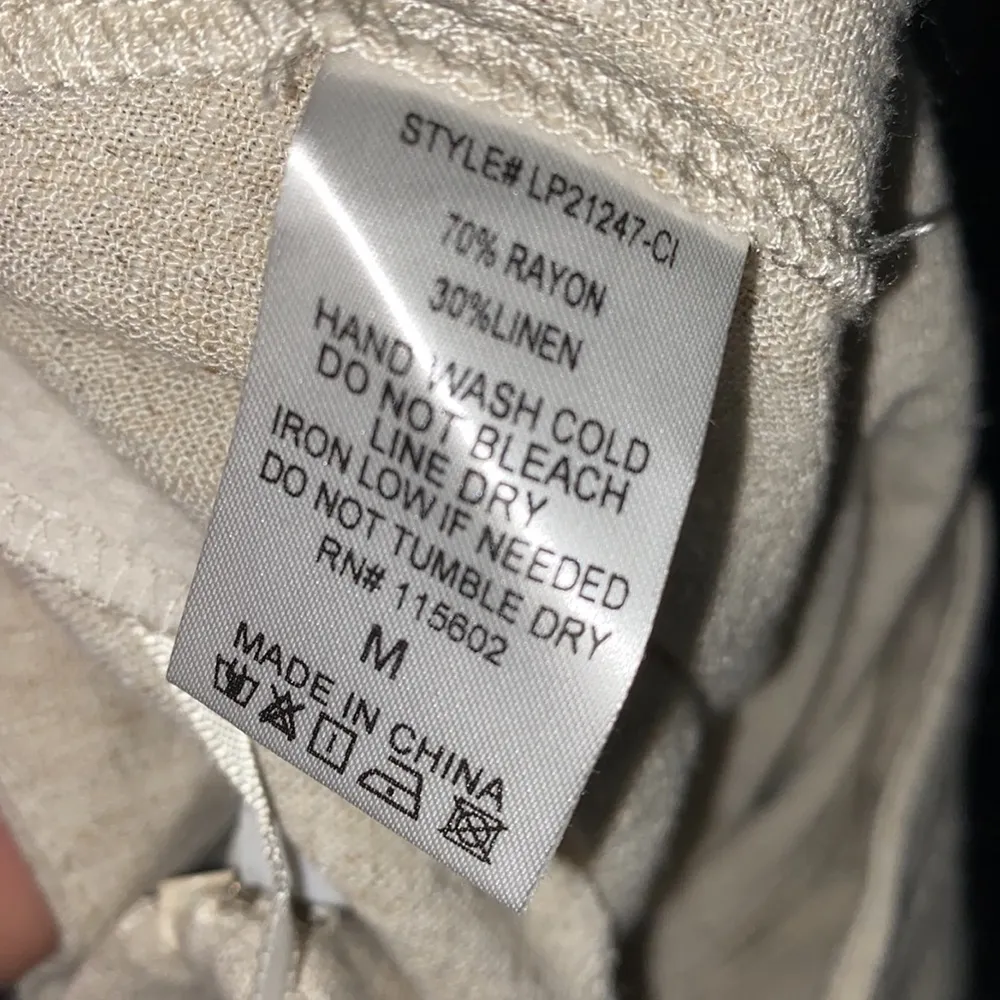 STYLE# LP21247-CI
70% RAYON
30%LINEN
HAND WASH COLD
DO NOT BLEACH
LINE DRY
IRON LOW IF NEEDED
DO NOT TUMBLE DRY
RN# 115602
M
MADE IN CHINA